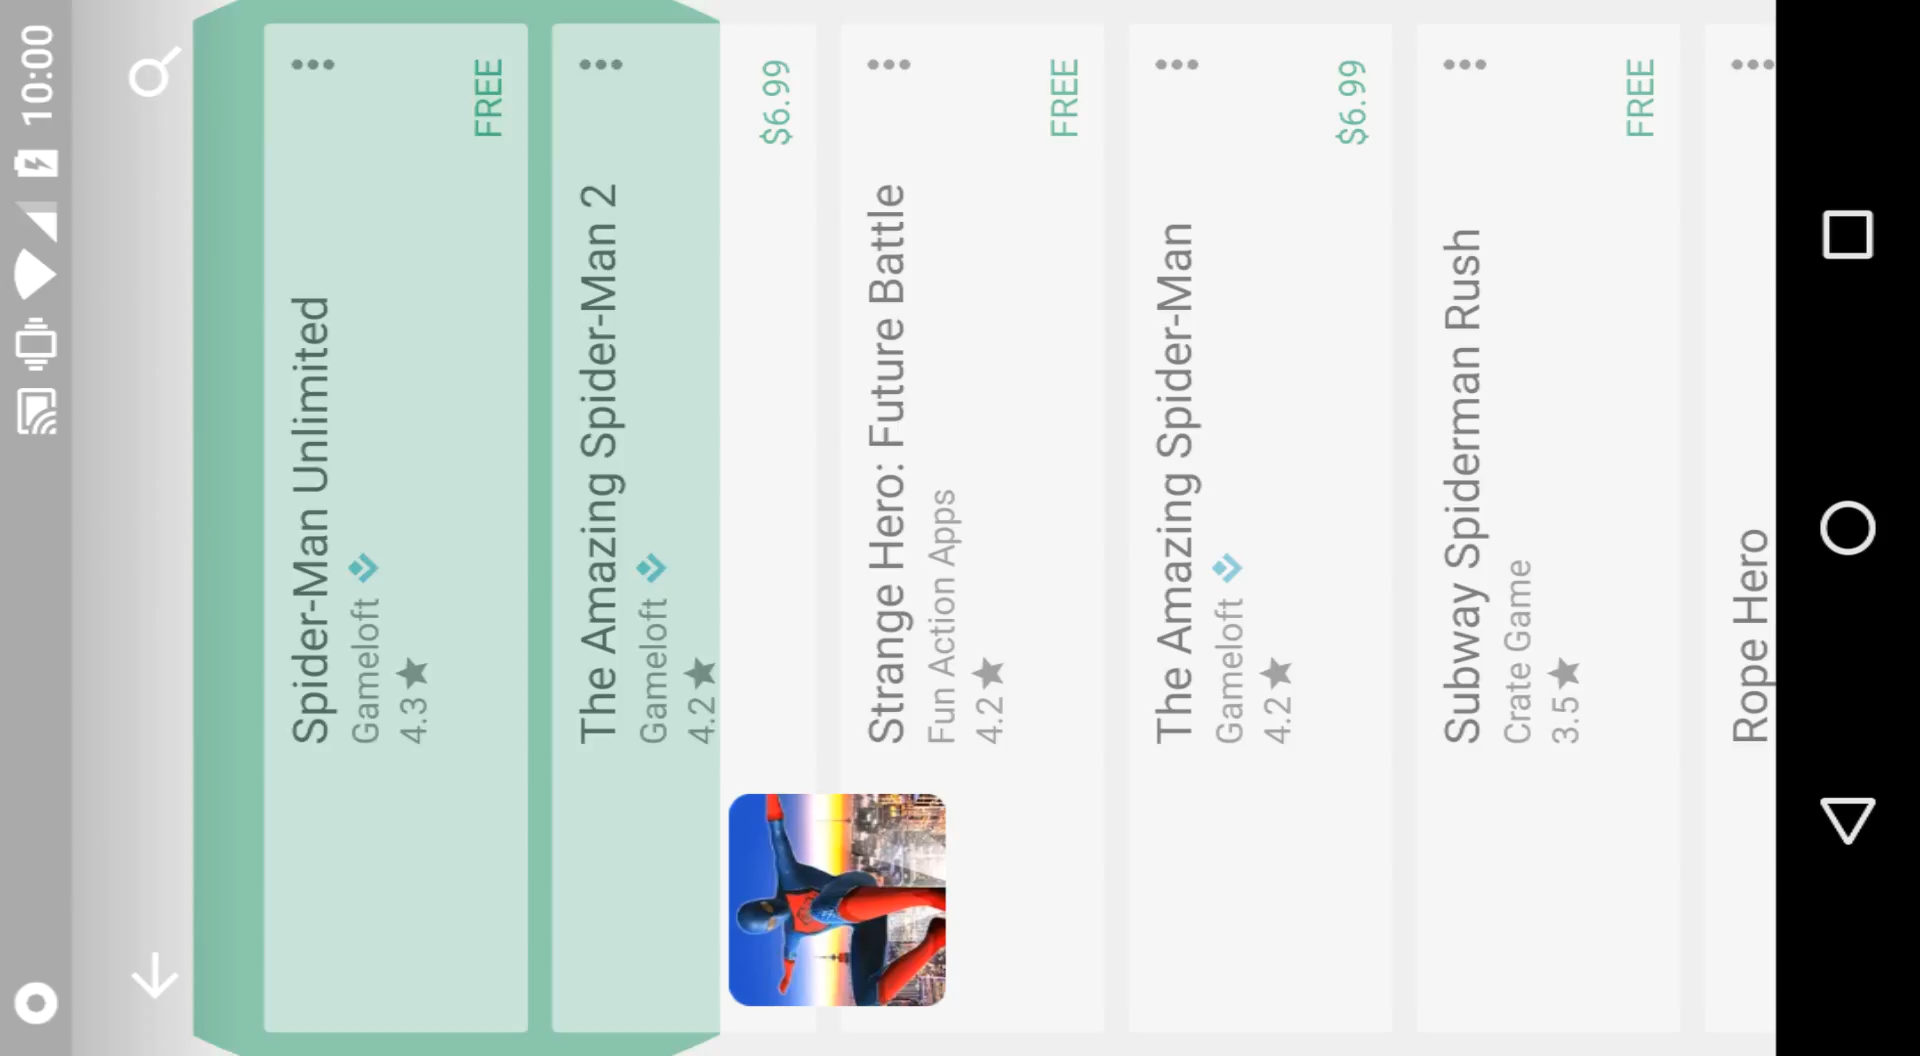 10:00
Spider-Man Unlimited
Gameloft
4.3
FREE
The Amazing Spider-Man 2
Gameloft
4.2
$6.99
Strange Hero: Future Battle
Fun Action Apps
4.2
FREE
The Amazing Spider-Man
Gameloft
4.2
$6.99
Subway Spiderman Rush
Crate Game
3.5
FREE
Rope Hero